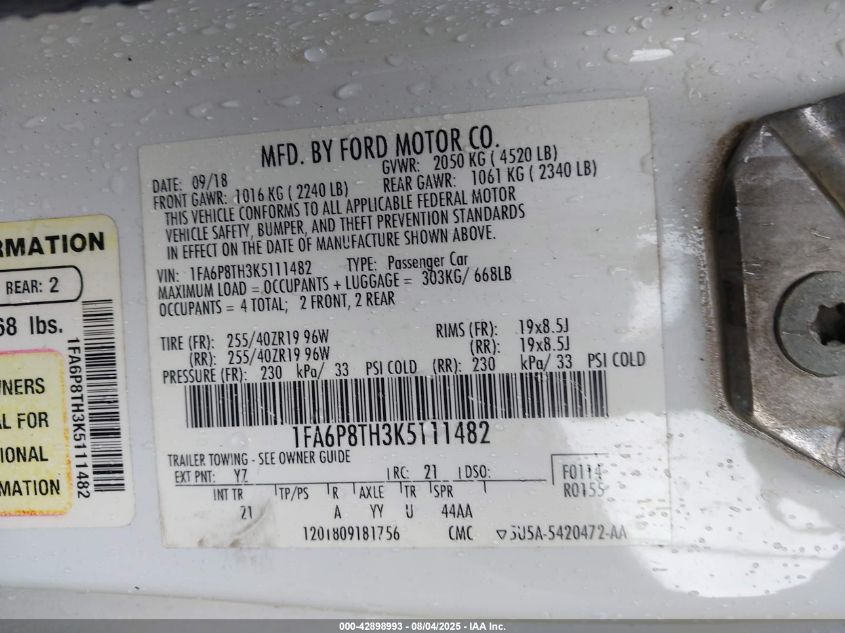 MFD. BY FORD MOTOR CO.
DATE: 09/18
GVWR: 2050 KG ( 4520 LB)
FRONT GAWR: 1016 KG ( 2240 LB)
REAR GAWR: 1061 KG ( 2340 LB)
THIS VEHICLE CONFORMS TO ALL APPLICABLE FEDERAL MOTOR
VEHICLE SAFETY, BUMPER, AND THEFT PREVENTION STANDARDS
IN EFFECT ON THE DATE OF MANUFACTURE SHOWN ABOVE.
VIN: 1FA6P8TH3K5111482 TYPE: Passenger Car
MAXIMUM LOAD = OCCUPANTS + LUGGAGE = 303KG/ 668LB
OCCUPANTS = 4 TOTAL; 2 FRONT, 2 REAR
TIRE (FR): 255/40ZR19 96W RIMS (FR): 19x8.5J
(RR): 255/40ZR19 96W (RR): 19x8.5J
PRESSURE (FR): 230 kPa/ 33 PSI COLD (RR): 230 kPa/ 33 PSI COLD
1FA6P8TH3K5111482
TRAILER TOWING - SEE OWNER GUIDE
EXT PNT: YZ RC: 21 DSO:
F0114
R0155
INT TR TP/PS R AXLE TR SPR
21 A YY U 44AA
1201809181756 CMC 5U5A-5420472-AA
RMATION
REAR: 2
68 lbs.
WNERS
AL FOR
IONAL
RMATION
1FA6P8TH3K5111482
000-42898993 - 08/04/2025 - IAA Inc.